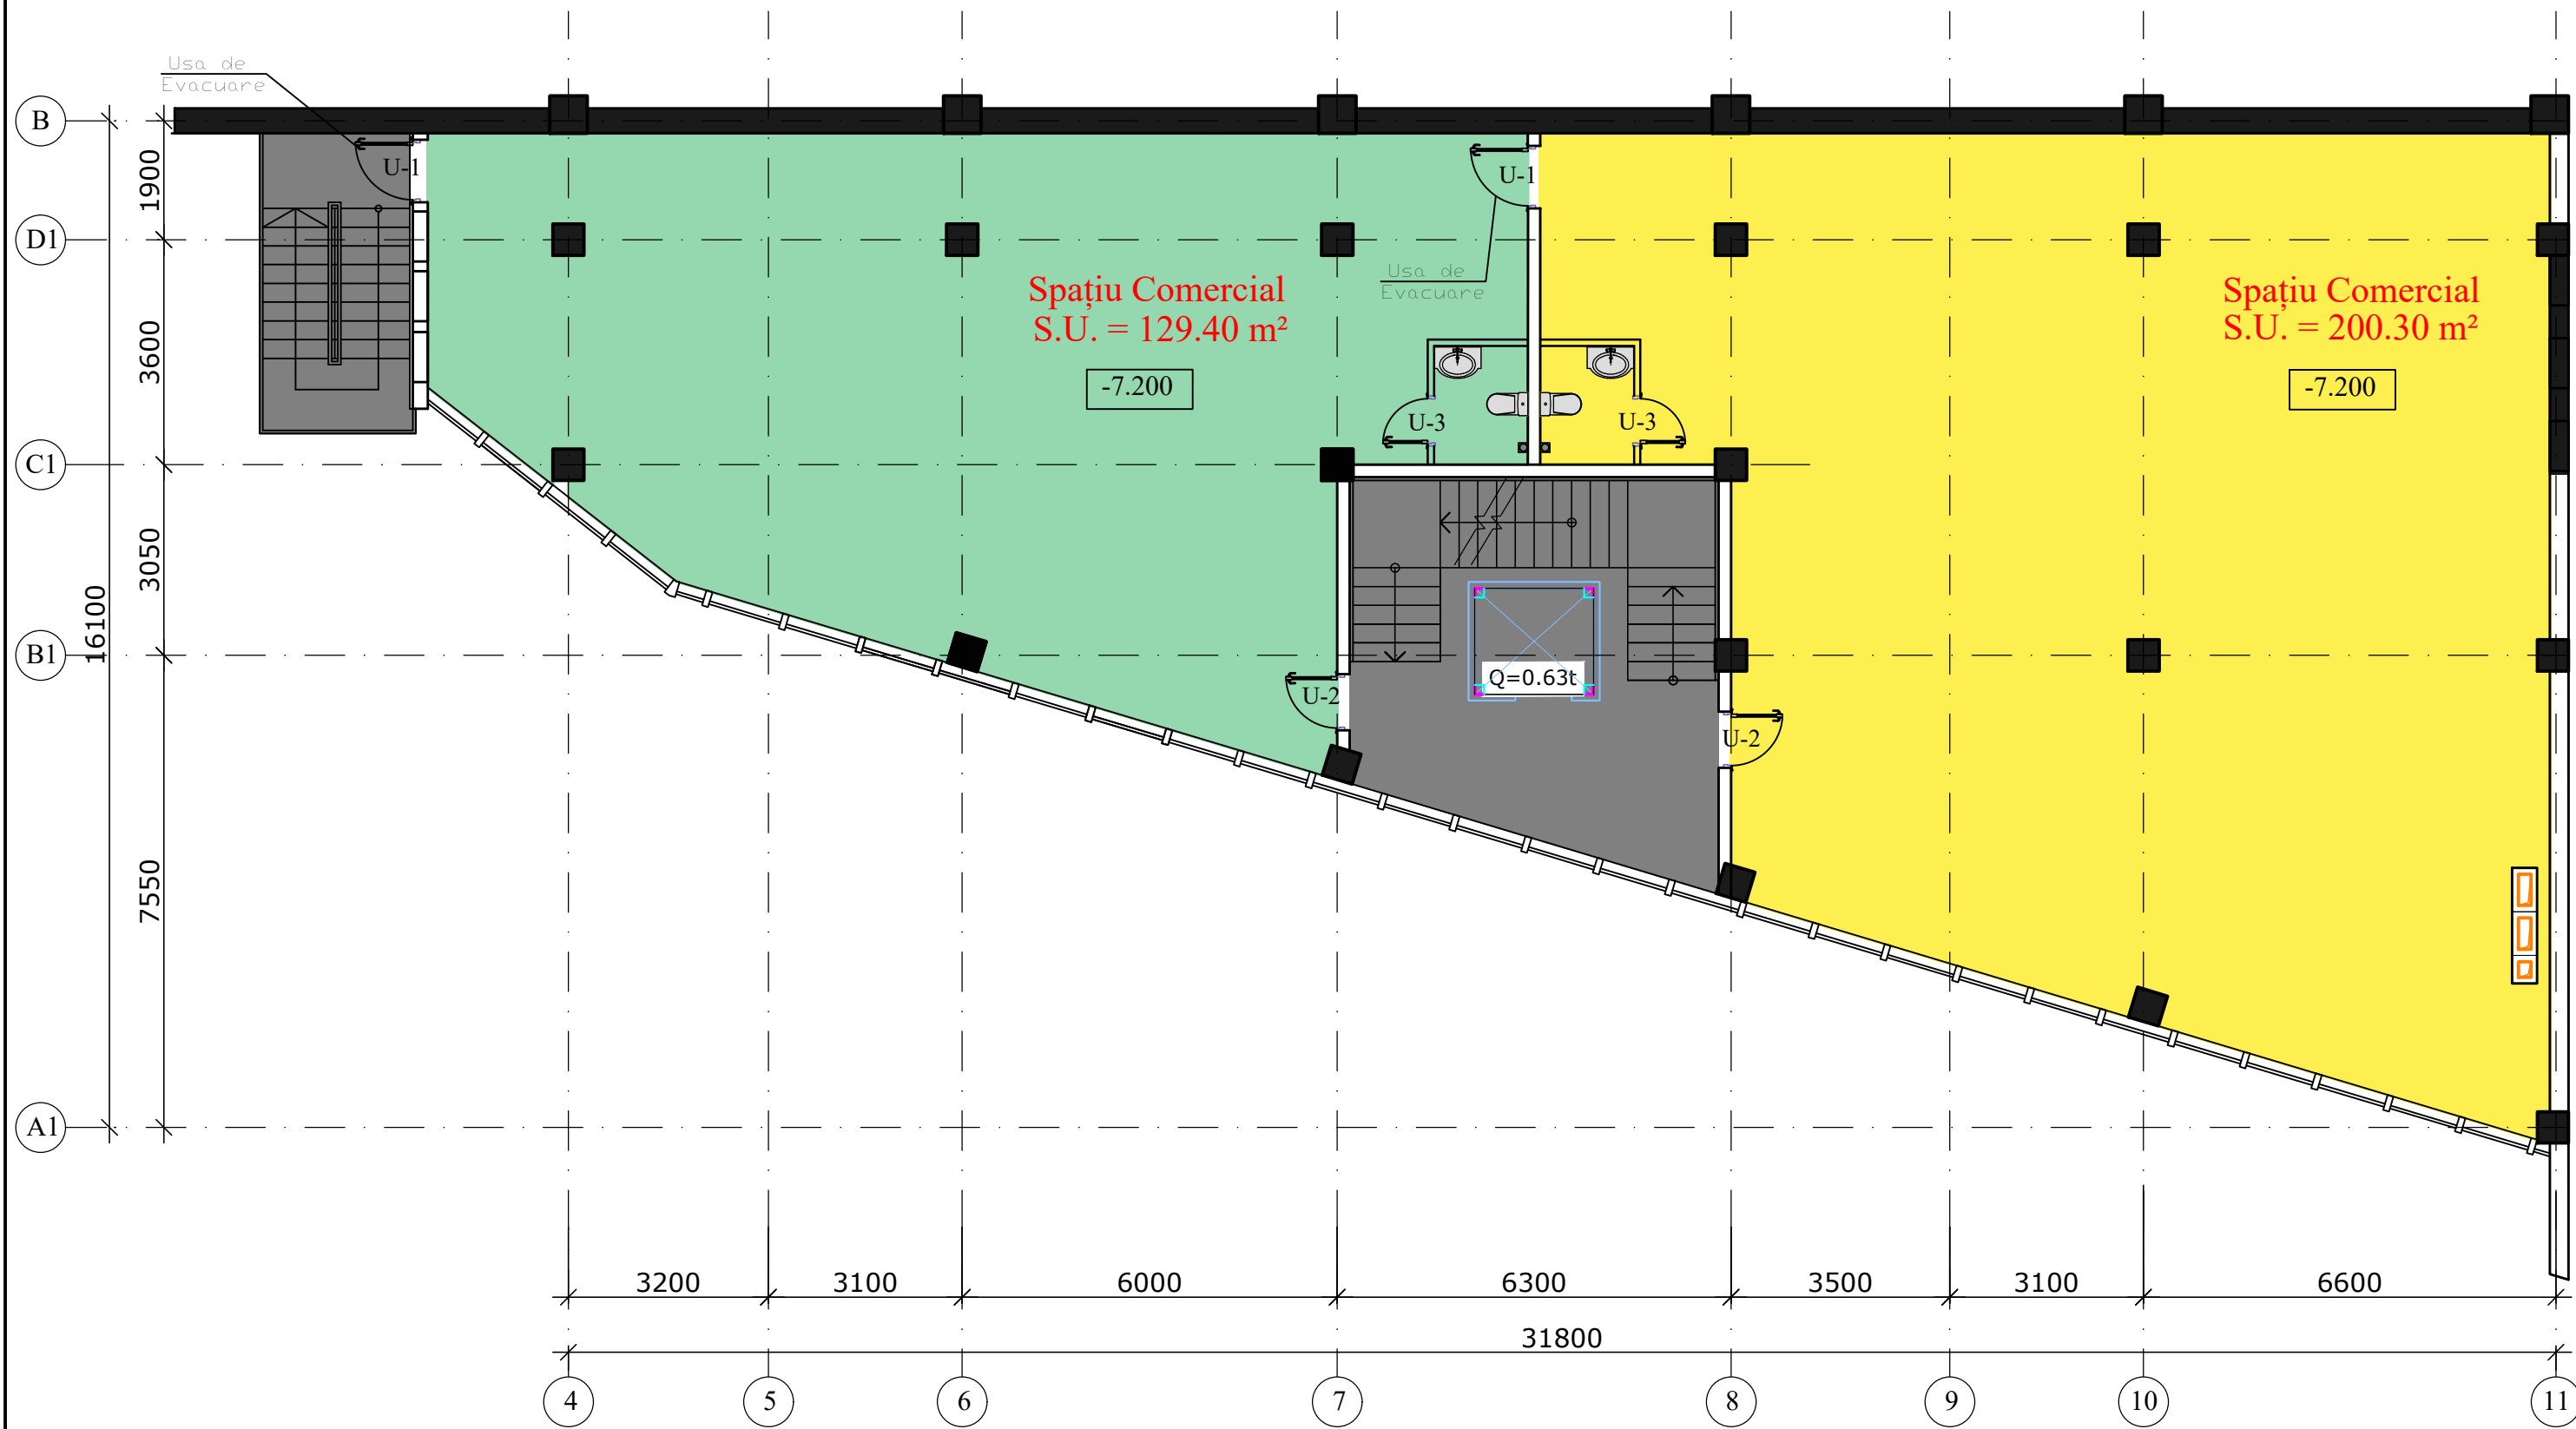 Usa de
Evacuare
B
U-1
U-1
1900
D1
Usa de
Evacuare
Spațiu Comercial
S.U. = 129.40 m²
Spațiu Comercial
S.U. = 200.30 m²
3600
-7.200
-7.200
U-3
U-3
C1
3050
16100
B1
Q=0.63t
U-2
U-2
7550
A1
3200
3100
6000
6300
3500
3100
6600
31800
4
5
6
7
8
9
10
11